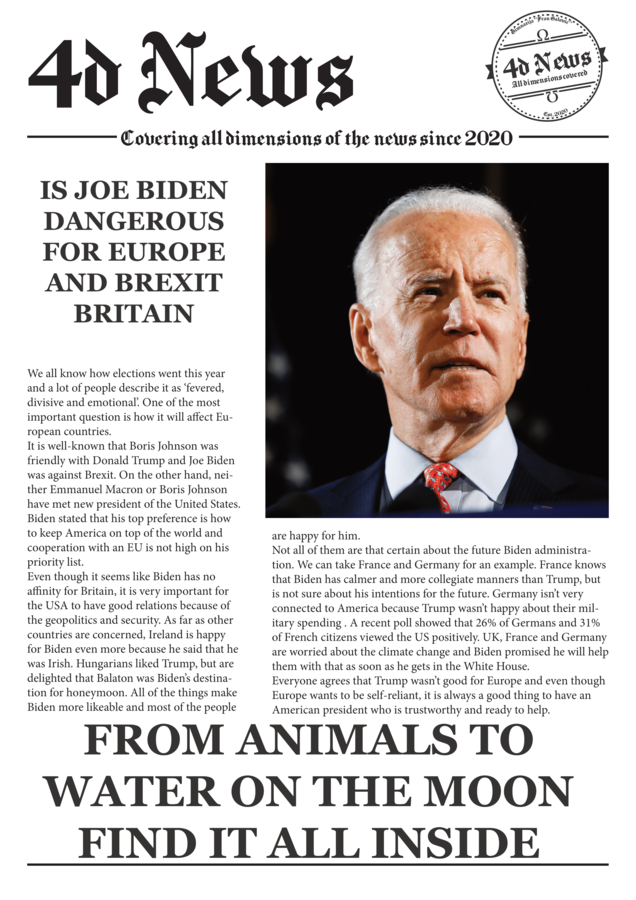 4d News
4d News
All dimensions covered
Est. 2020
Covering all dimensions of the news since 2020
IS JOE BIDEN
DANGEROUS
FOR EUROPE
AND BREXIT
BRITAIN
We all know how elections went this year
and a lot of people describe it as ‘fevered,
divisive and emotional’. One of the most
important question is how it will affect Eu-
ropean countries.
It is well-known that Boris Johnson was
friendly with Donald Trump and Joe Biden
was against Brexit. On the other hand, nei-
ther Emmanuel Macron or Boris Johnson
have met new president of the United States.
Biden stated that his top preference is how
to keep America on top of the world and
cooperation with an EU is not high on his
priority list.
Even though it seems like Biden has no
affinity for Britain, it is very important for
the USA to have good relations because of
the geopolitics and security. As far as other
countries are concerned, Ireland is happy
for Biden even more because he said that he
was Irish. Hungarians liked Trump, but are
delighted that Balaton was Biden’s destina-
tion for honeymoon. All of the things make
Biden more likeable and most of the people
are happy for him.
Not all of them are that certain about the future Biden administra-
tion. We can take France and Germany for an example. France knows
that Biden has calmer and more collegiate manners than Trump, but
is not sure about his intentions for the future. Germany isn’t very
connected to America because Trump wasn’t happy about their mil-
itary spending . A recent poll showed that 26% of Germans and 31%
of French citizens viewed the US positively. UK, France and Germany
are worried about the climate change and Biden promised he will help
them with that as soon as he gets in the White House.
Everyone agrees that Trump wasn’t good for Europe and even though
Europe wants to be self-reliant, it is always a good thing to have an
American president who is trustworthy and ready to help.
FROM ANIMALS TO
WATER ON THE MOON
FIND IT ALL INSIDE